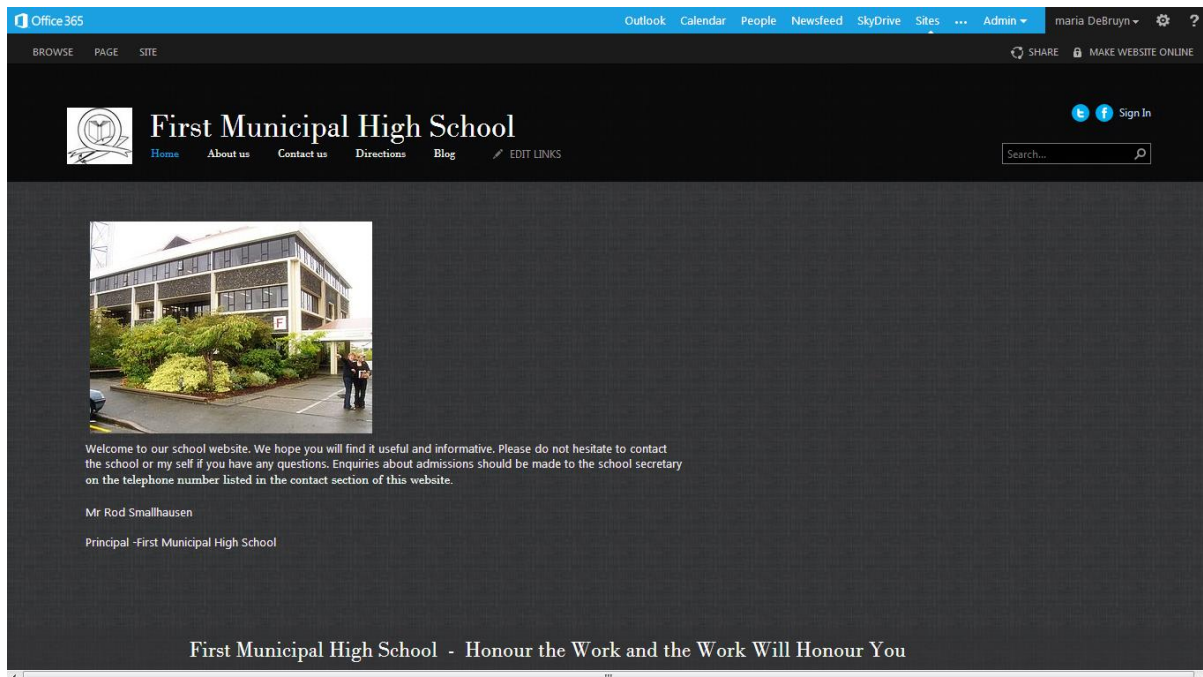 Office 365 Outlook Calendar People Newsfeed SkyDrive Sites ... Admin maria DeBruyn ?
BROWSE PAGE SITE SHARE MAKE WEBSITE ONLINE
First Municipal High School
Sign In
Home About us Contact us Directions Blog EDIT LINKS
Search...
F
Welcome to our school website. We hope you will find it useful and informative. Please do not hesitate to contact
the school or my self if you have any questions. Enquiries about admissions should be made to the school secretary
on the telephone number listed in the contact section of this website.
Mr Rod Smallhausen
Principal -First Municipal High School
First Municipal High School - Honour the Work and the Work Will Honour You